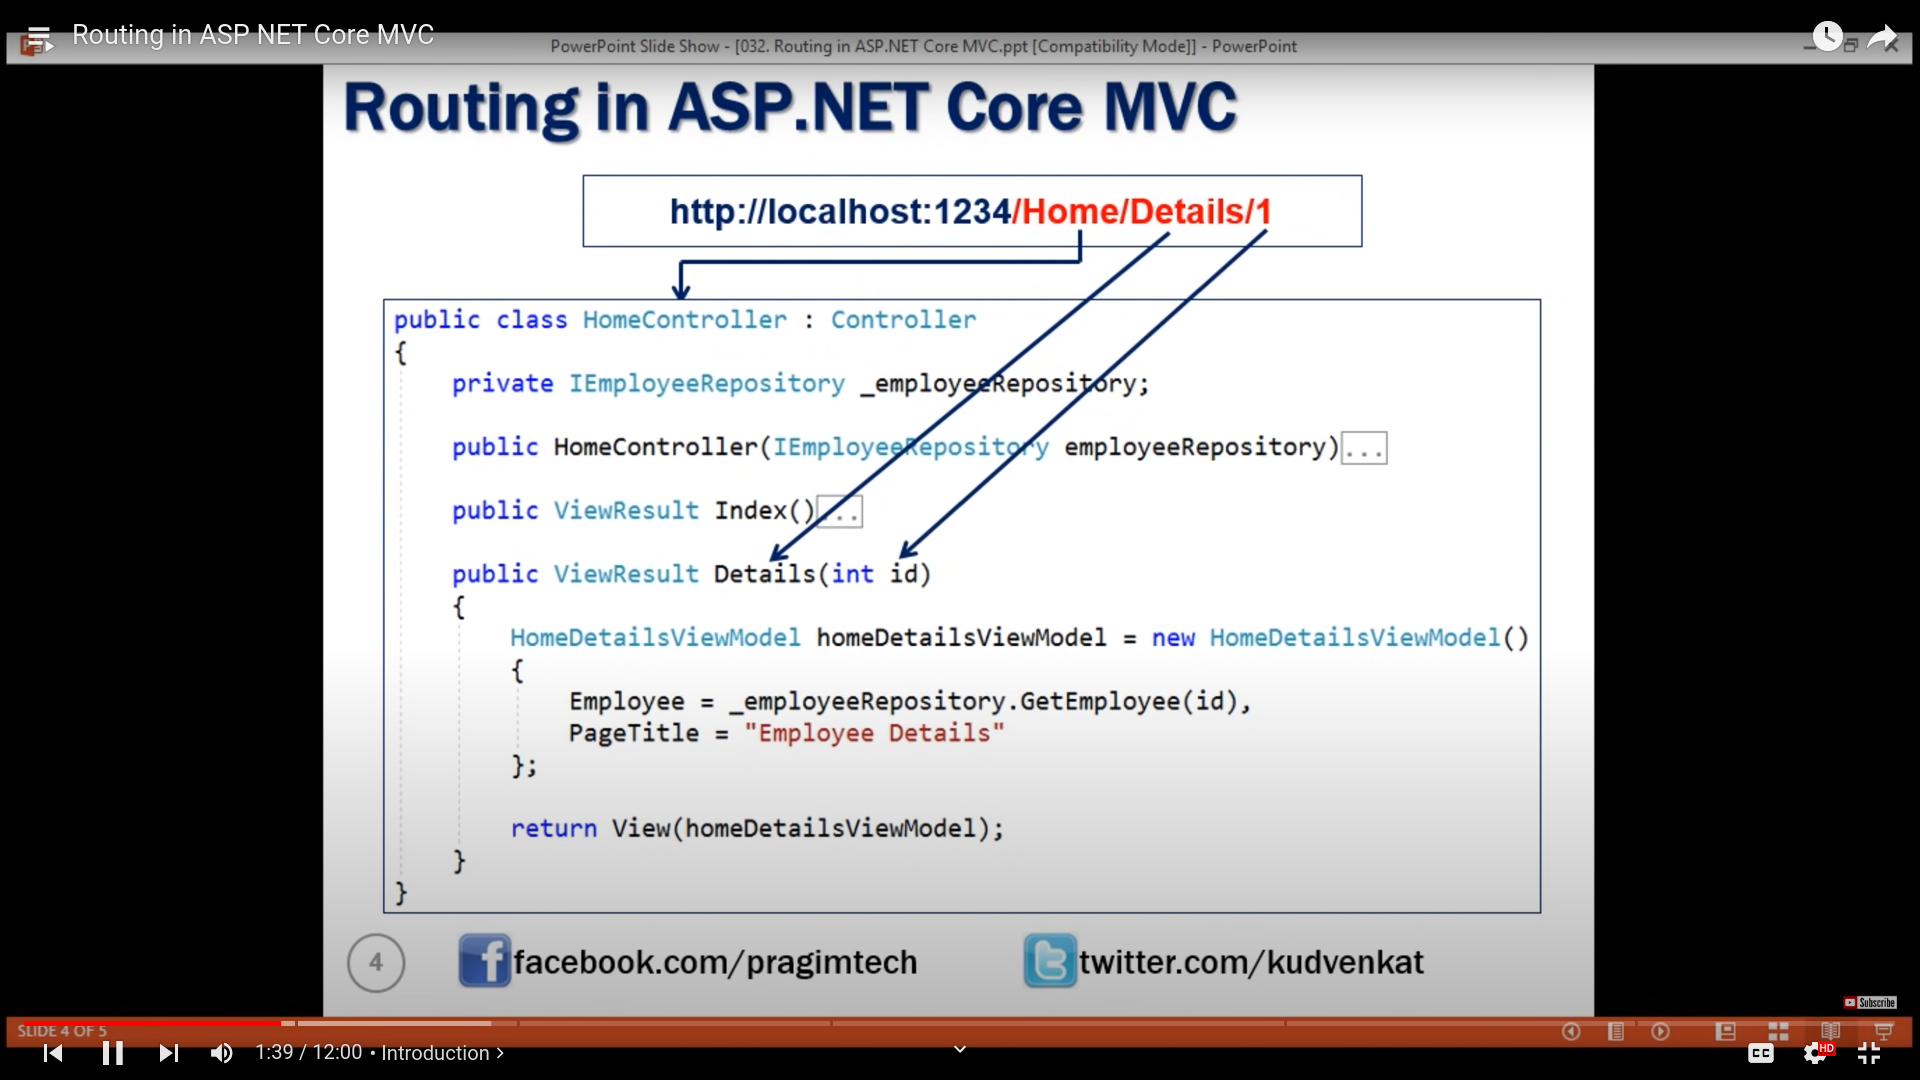 Routing in ASP NET Core MVC
PowerPoint Slide Show - [032. Routing in ASP.NET Core MVC.ppt [Compatibility Mode]] - PowerPoint
Routing in ASP.NET Core MVC
http://localhost:1234/Home/Details/1
public class HomeController : Controller
{
private IEmployeeRepository _employeeRepository;
public HomeController(IEmployeeRepository employeeRepository)...
public ViewResult Index()...
public ViewResult Details(int id)
{
HomeDetailsViewModel homeDetailsViewModel = new HomeDetailsViewModel()
{
Employee = _employeeRepository.GetEmployee(id),
PageTitle = "Employee Details"
};
return View(homeDetailsViewModel);
}
}
4
facebook.com/pragimtech
twitter.com/kudvenkat
Subscribe
SLIDE 4 OF 5
1:39 / 12:00 • Introduction
CC
HD